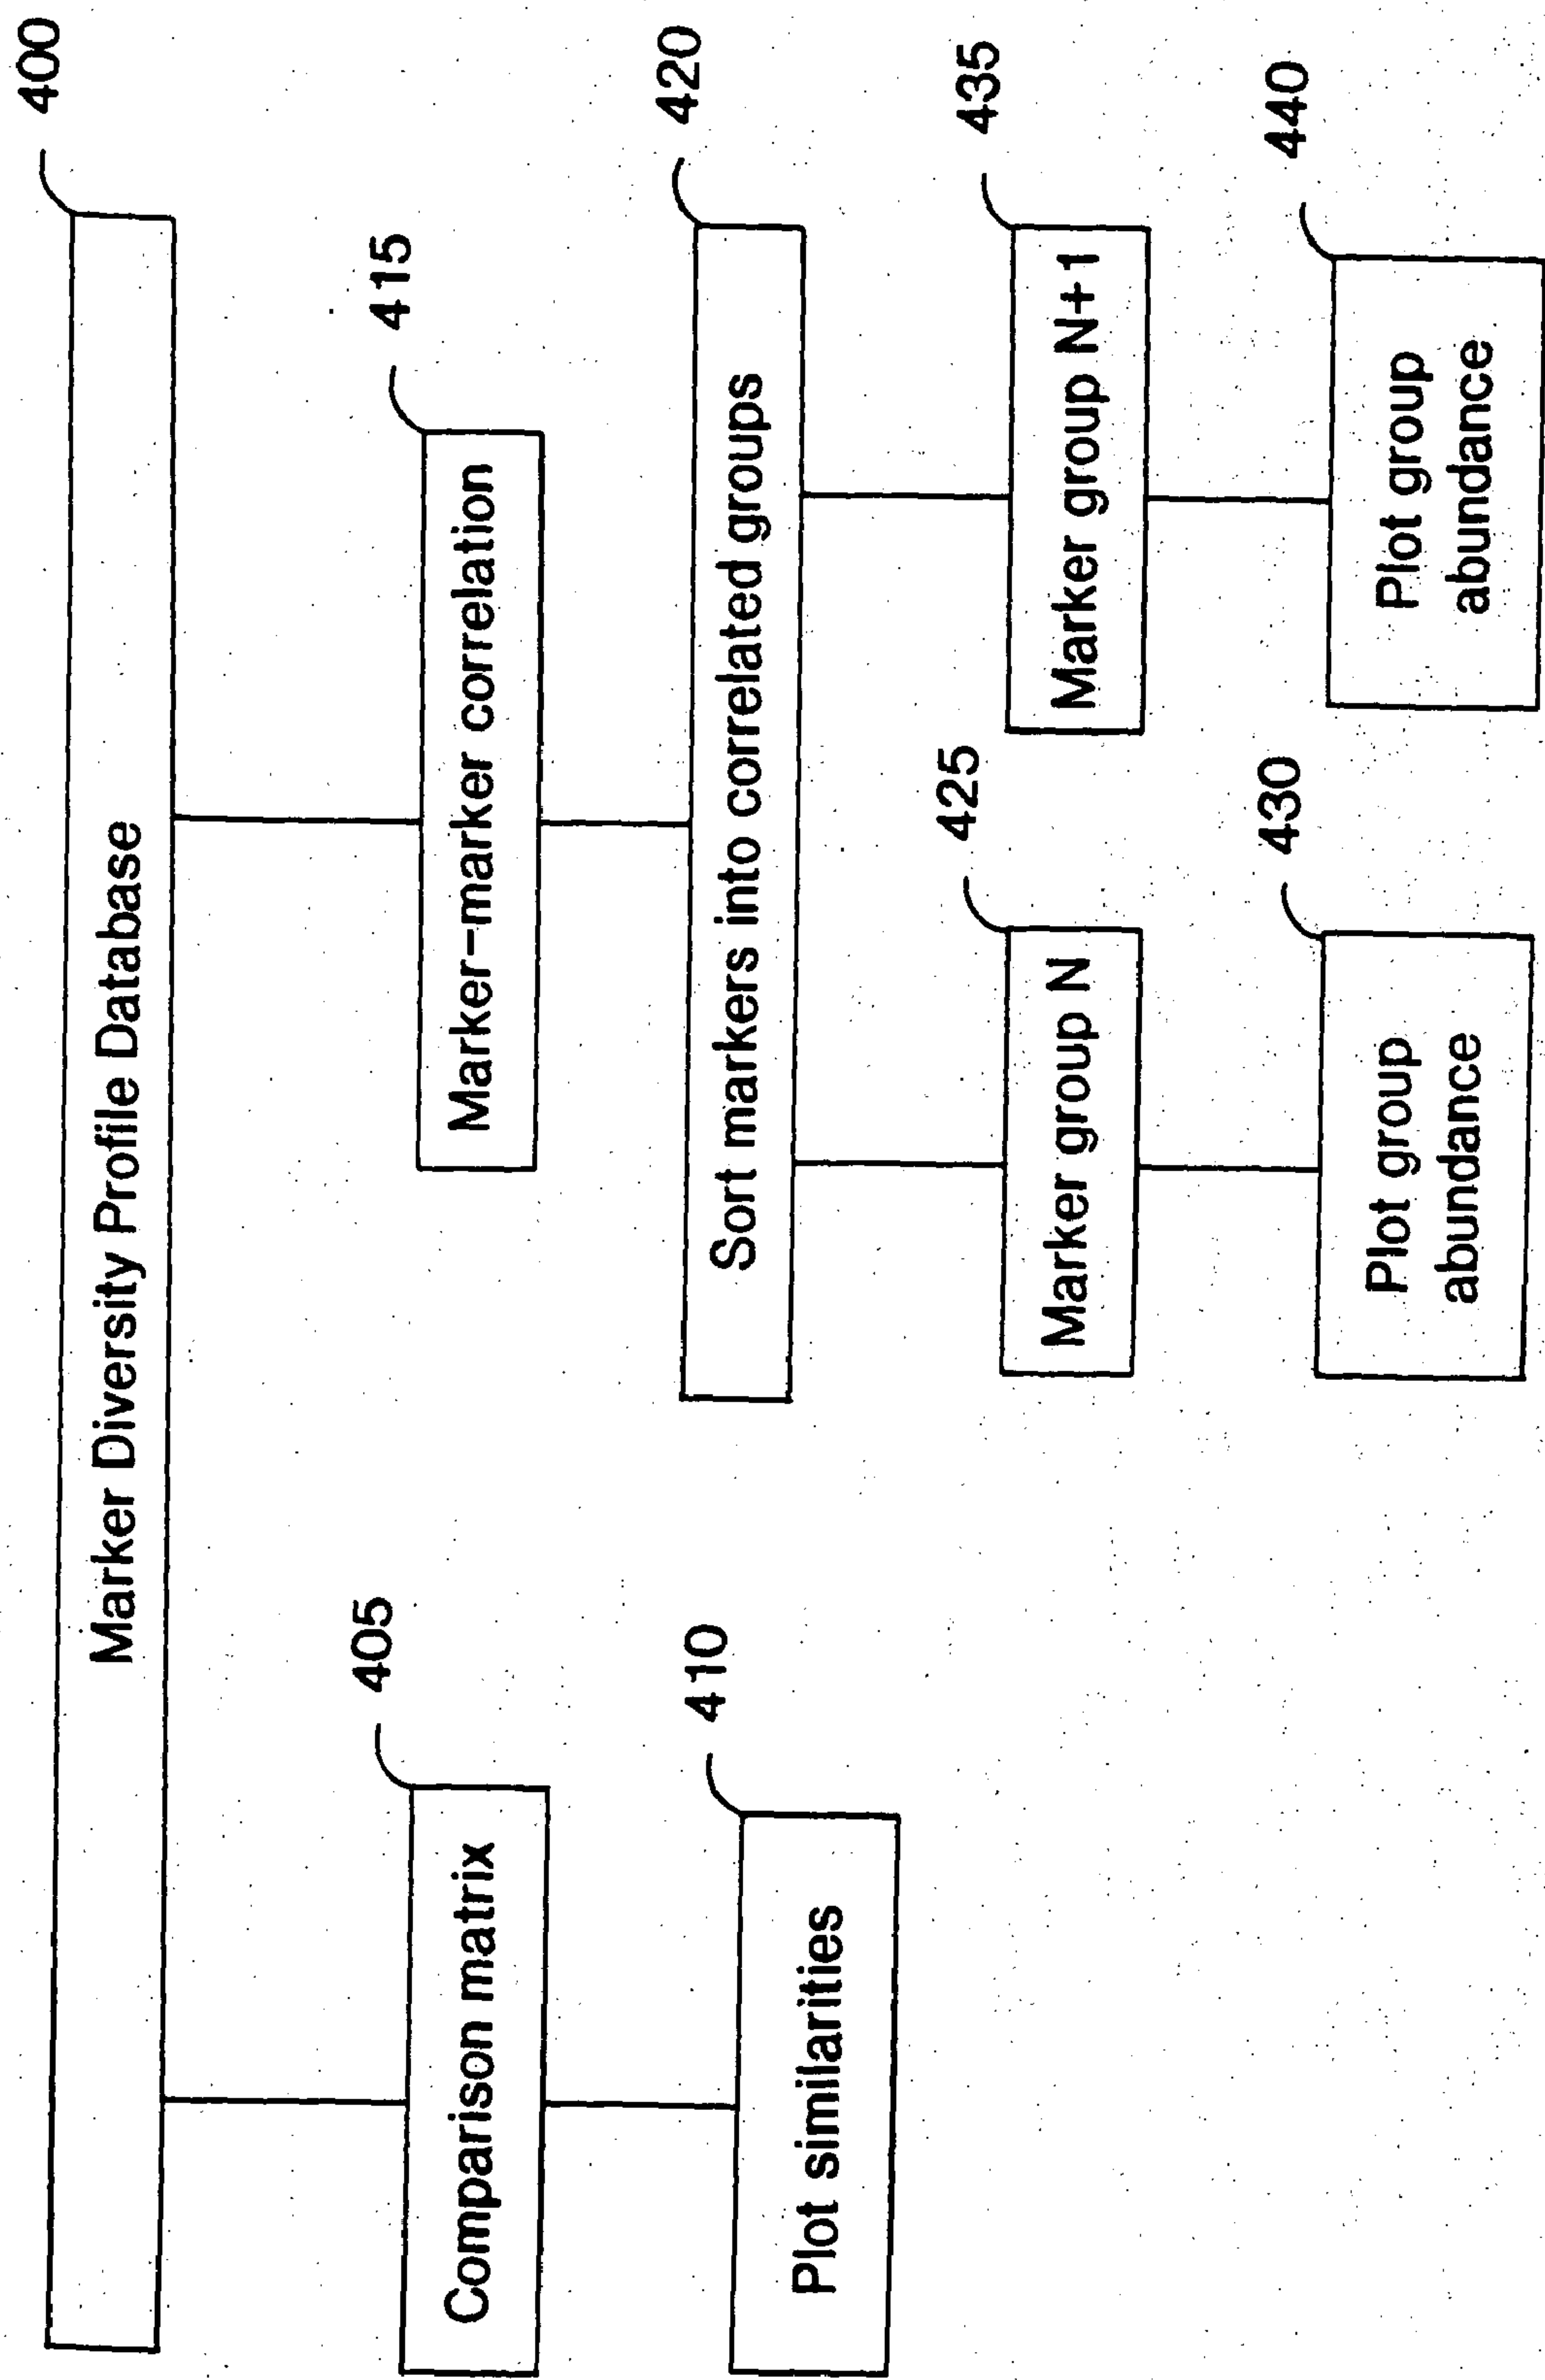 400
Marker Diversity Profile Database
405
Comparison matrix
410
Plot similarities
415
Marker-marker correlation
420
Sort markers into correlated groups
425
Marker group N
430
Plot group
abundance
435
Marker group N+1
440
Plot group
abundance